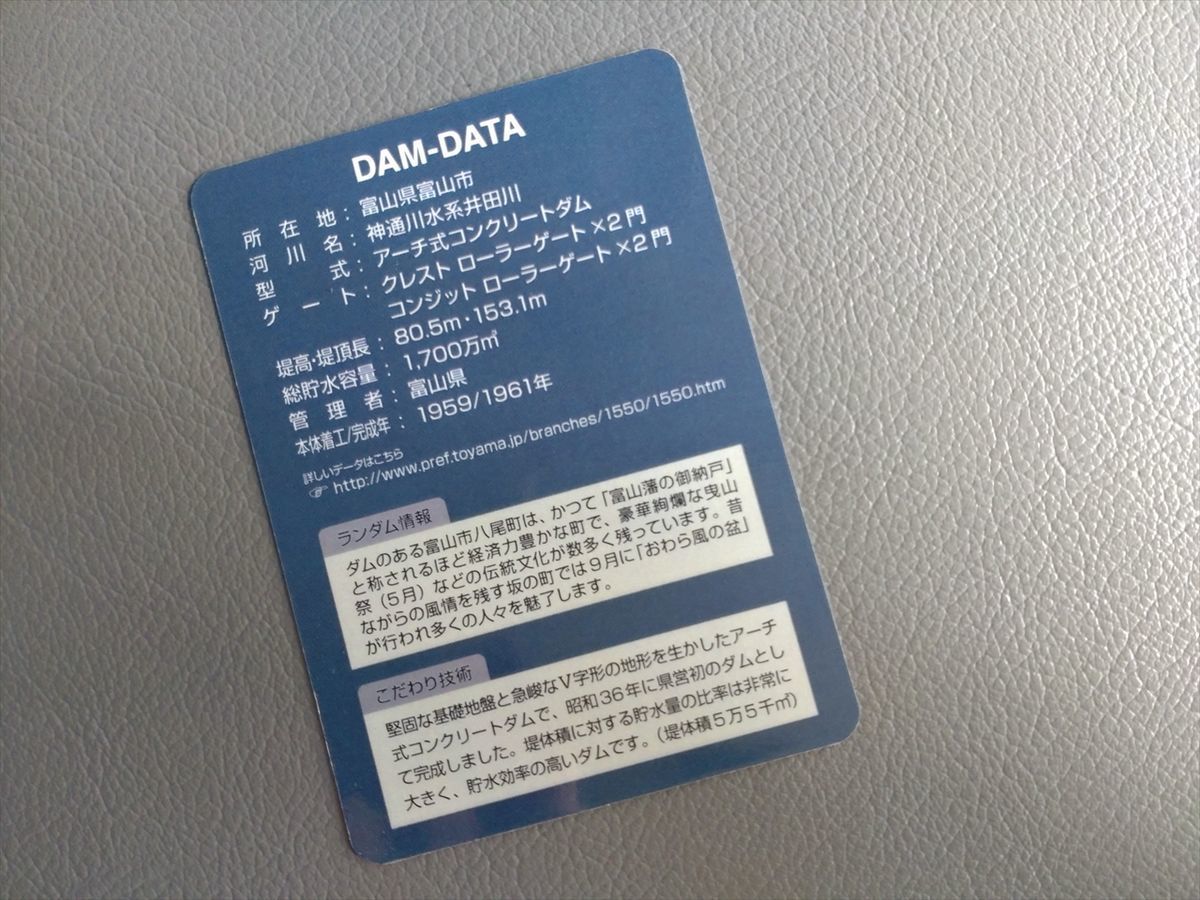 DAM-DATA
所在地：富山県富山市
河川名：神通川水系井田川
型式：アーチ式コンクリートダム
ゲート：クレスト ローラーゲート×2門
コンジット ローラーゲート×2門
堤高・堤頂長：80.5m・153.1m
総貯水容量：1,700万㎥
管理者：富山県
本体着工/完成年：1959/1961年
詳しいデータはこちら
☞ http://www.pref.toyama.jp/branches/1550/1550.htm
ランダム情報
ダムのある富山市八尾町は、かつて「富山藩の御納戸」
と称されるほど経済力豊かな町で、豪華絢爛な曳山
祭（5月）などの伝統文化が数多く残っています。昔
ながらの風情を残す坂の町では9月に「おわら風の盆」
が行われ多くの人々を魅了します。
こだわり技術
堅固な基礎地盤と急峻なV字形の地形を生かしたアーチ
式コンクリートダムで、昭和36年に県営初のダムとし
て完成しました。堤体積に対する貯水量の比率は非常に
大きく、貯水効率の高いダムです。（堤体積5万5千㎥）